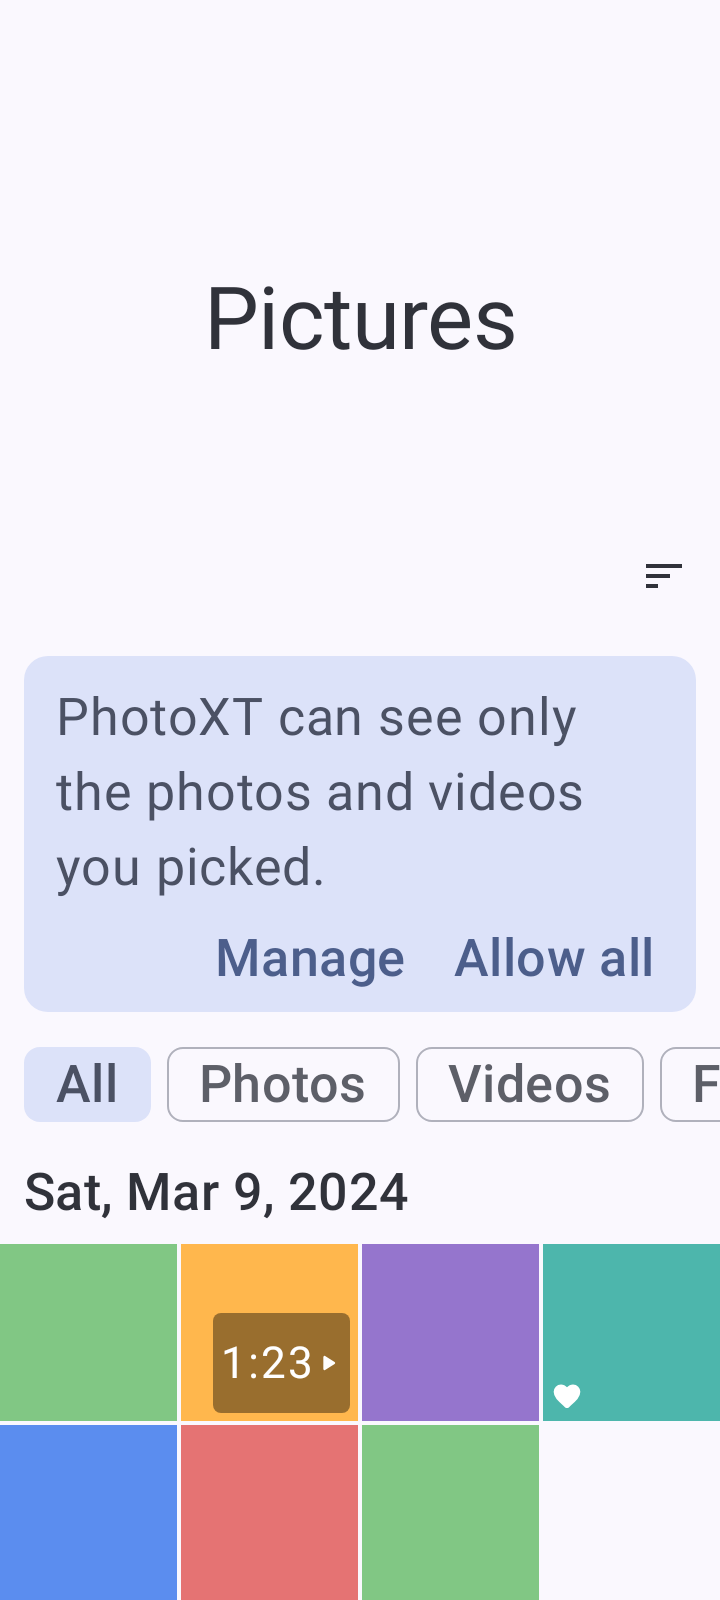 Pictures
PhotoXT can see only
the photos and videos
you picked.
Manage Allow all
All Photos Videos F
Sat, Mar 9, 2024
1:23